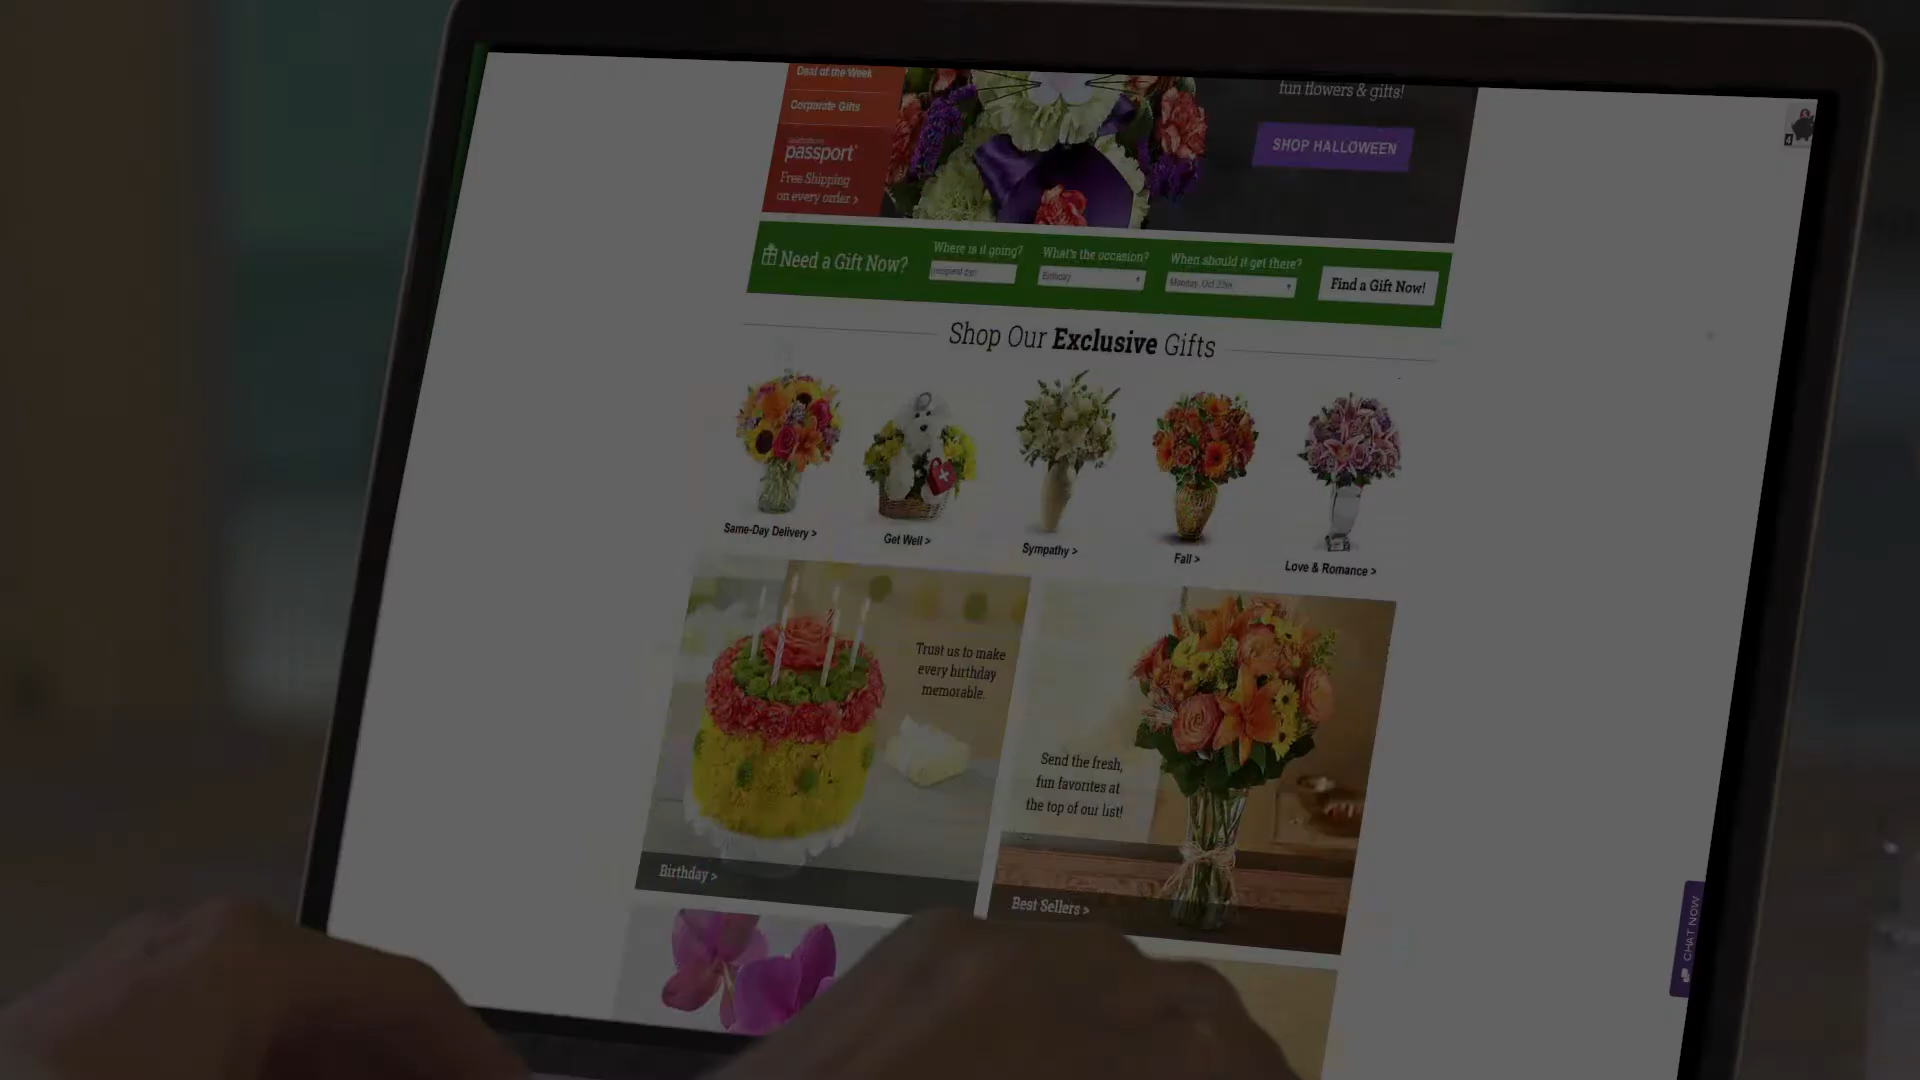 Deal of the Week
Corporate Gifts
passport
Free Shipping
on every order >
fun flowers & gifts!
SHOP HALLOWEEN
4
Need a Gift Now?
Where is it going?
What's the occasion?
Birthday
When should it get there?
Find a Gift Now!
Shop Our Exclusive Gifts
Same-Day Delivery >
Get Well >
Sympathy >
Fall >
Love & Romance >
Trust us to make
every birthday
memorable.
Birthday >
Send the fresh,
fun favorites at
the top of our list!
Best Sellers >
CHAT NOW